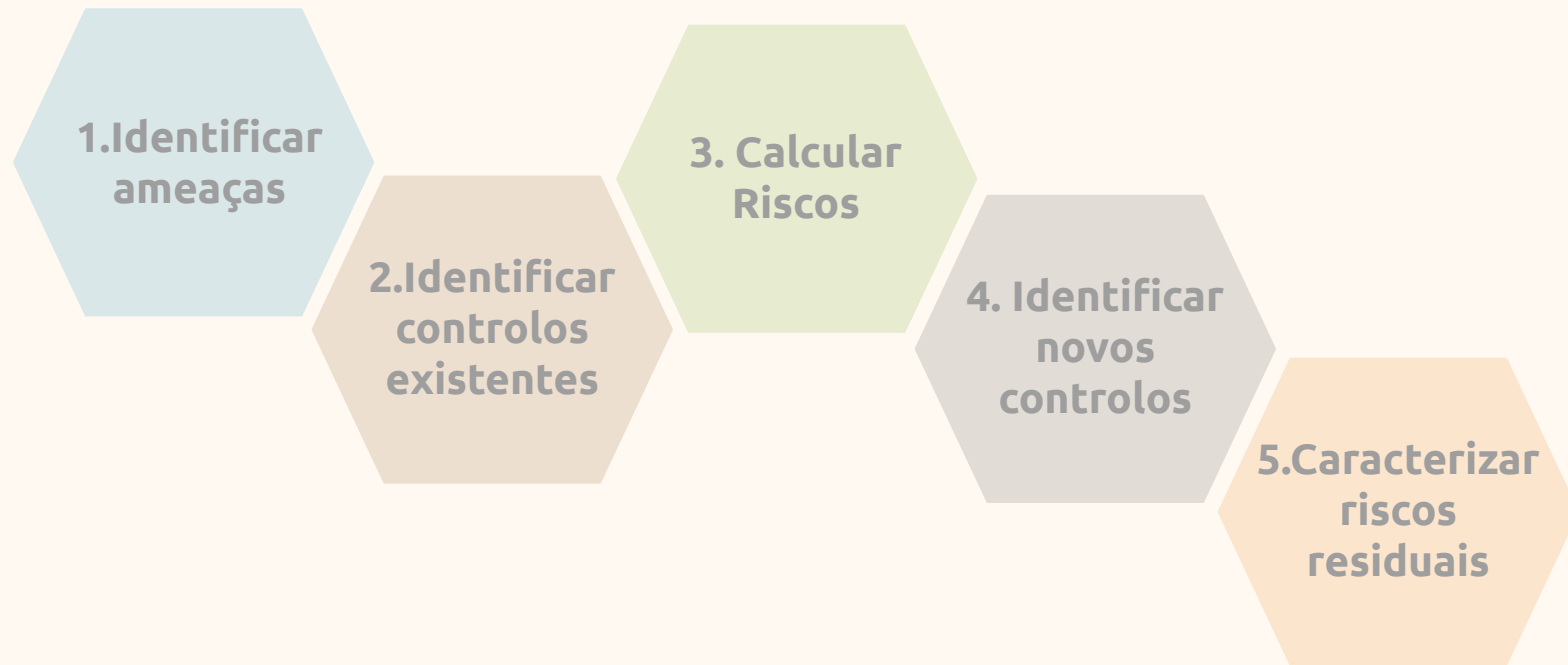 1.Identificar
ameaças
2.Identificar
controlos
existentes
3. Calcular
Riscos
4. Identificar
novos
controlos
5.Caracterizar
riscos
residuais